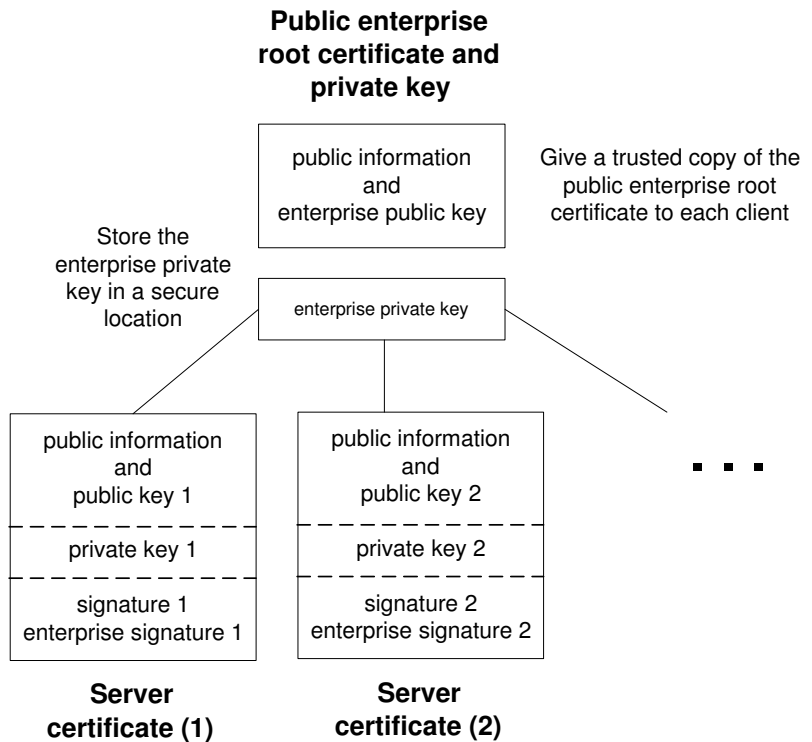 Public enterprise
root certificate and
private key
public information
and
enterprise public key
Give a trusted copy of the
public enterprise root
certificate to each client
Store the
enterprise private
key in a secure
location
enterprise private key
public information
and
public key 1
private key 1
signature 1
enterprise signature 1
Server
certificate (1)
public information
and
public key 2
private key 2
signature 2
enterprise signature 2
Server
certificate (2)
. . .